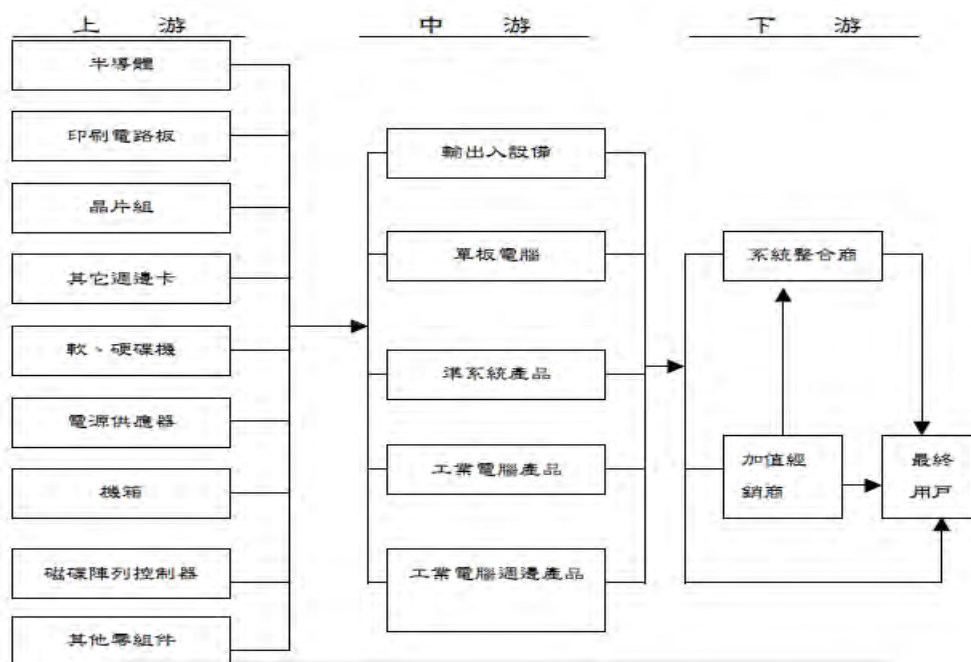 上 游
半導體
印刷電路板
晶片組
其它週邊卡
軟、硬碟機
電源供應器
機箱
磁碟陣列控制器
其他零組件
中 游
輸出入設備
單板電腦
準系統產品
工業電腦產品
工業電腦週邊產品
下 游
系統整合商
加值經
銷商
最終
用戶